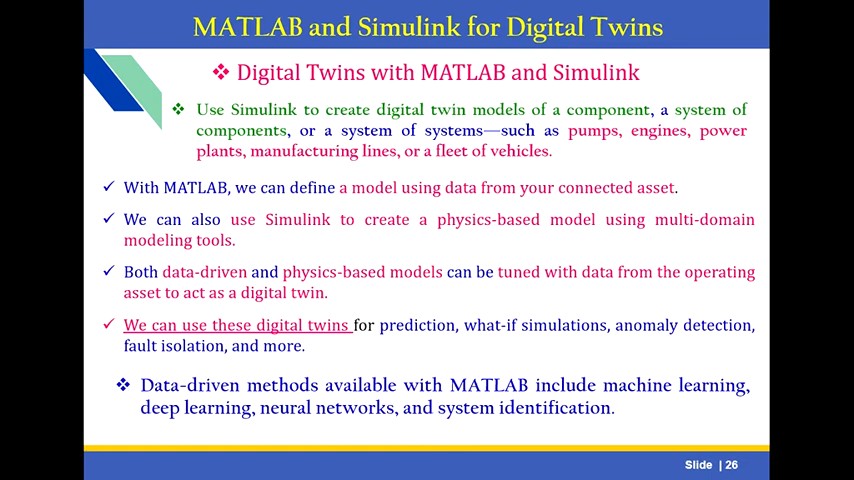 MATLAB and Simulink for Digital Twins
❖ Digital Twins with MATLAB and Simulink
❖ Use Simulink to create digital twin models of a component, a system of
components, or a system of systems—such as pumps, engines, power
plants, manufacturing lines, or a fleet of vehicles.
✓ With MATLAB, we can define a model using data from your connected asset.
✓ We can also use Simulink to create a physics-based model using multi-domain
modeling tools.
✓ Both data-driven and physics-based models can be tuned with data from the operating
asset to act as a digital twin.
✓ We can use these digital twins for prediction, what-if simulations, anomaly detection,
fault isolation, and more.
❖ Data-driven methods available with MATLAB include machine learning,
deep learning, neural networks, and system identification.
Slide | 26